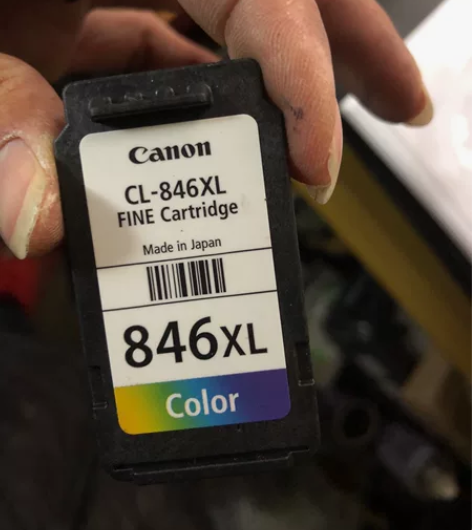 Canon
CL-846XL
FINE Cartridge
Made in Japan
846XL
Color